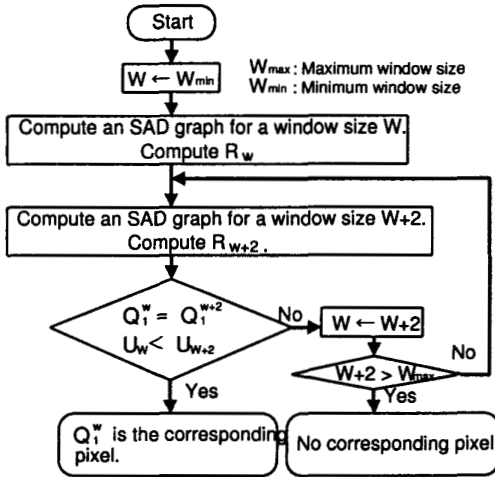 Start
W ← Wmin
Wmax : Maximum window size
Wmin : Minimum window size
Compute an SAD graph for a window size W.
Compute Rw
Compute an SAD graph for a window size W+2.
Compute Rw+2 .
Q₁ʷ = Q₁ʷ⁺²
Uw < Uw+2
No
W ← W+2
W+2 > Wmax
No
Yes
Yes
Q₁ʷ is the corresponding
pixel.
No corresponding pixel